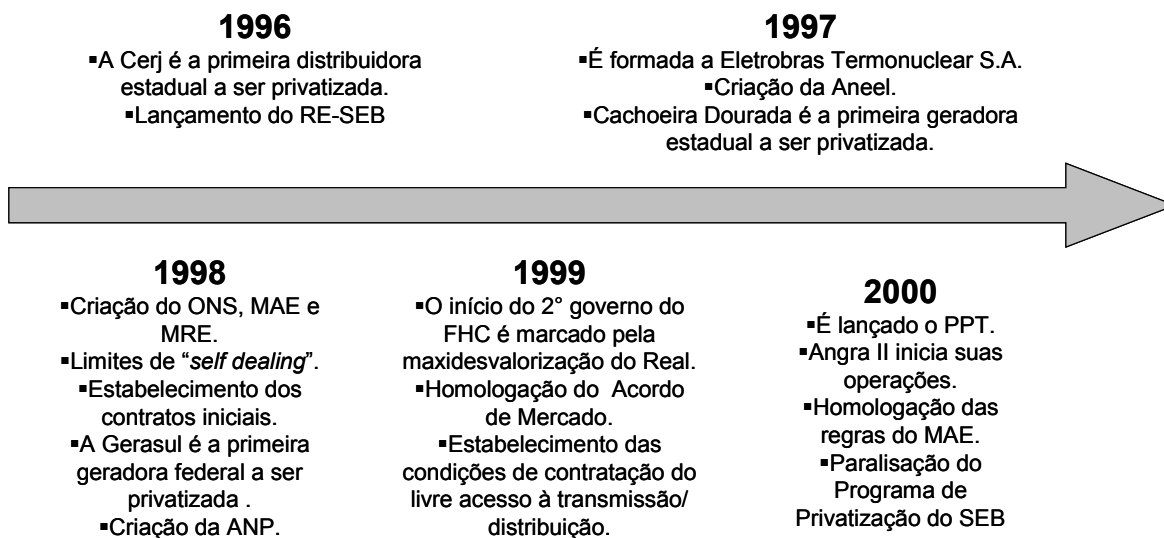 1996
▪A Cerj é a primeira distribuidora
estadual a ser privatizada.
▪Lançamento do RE-SEB
1997
▪É formada a Eletrobras Termonuclear S.A.
▪Criação da Aneel.
▪Cachoeira Dourada é a primeira geradora
estadual a ser privatizada.
1998
▪Criação do ONS, MAE e
MRE.
▪Limites de “self dealing”.
▪Estabelecimento dos
contratos iniciais.
▪A Gerasul é a primeira
geradora federal a ser
privatizada .
▪Criação da ANP.
1999
▪O início do 2° governo do
FHC é marcado pela
maxidesvalorização do Real.
▪Homologação do Acordo
de Mercado.
▪Estabelecimento das
condições de contratação do
livre acesso à transmissão/
distribuição.
2000
▪É lançado o PPT.
▪Angra II inicia suas
operações.
▪Homologação das
regras do MAE.
▪Paralisação do
Programa de
Privatização do SEB